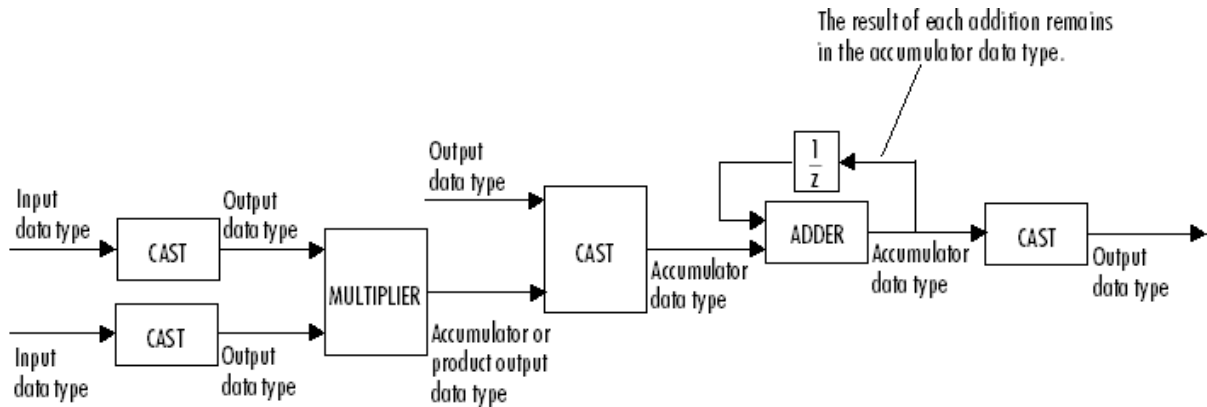 The result of each addition remains
in the accumulator data type.
1
z
Output
data type
Input
data type
Output
data type
CAST
CAST
ADDER
CAST
Accumulator
data type
Accumulator
data type
Output
data type
MULTIPLIER
CAST
Input
data type
Output
data type
Accumulator or
product output
data type